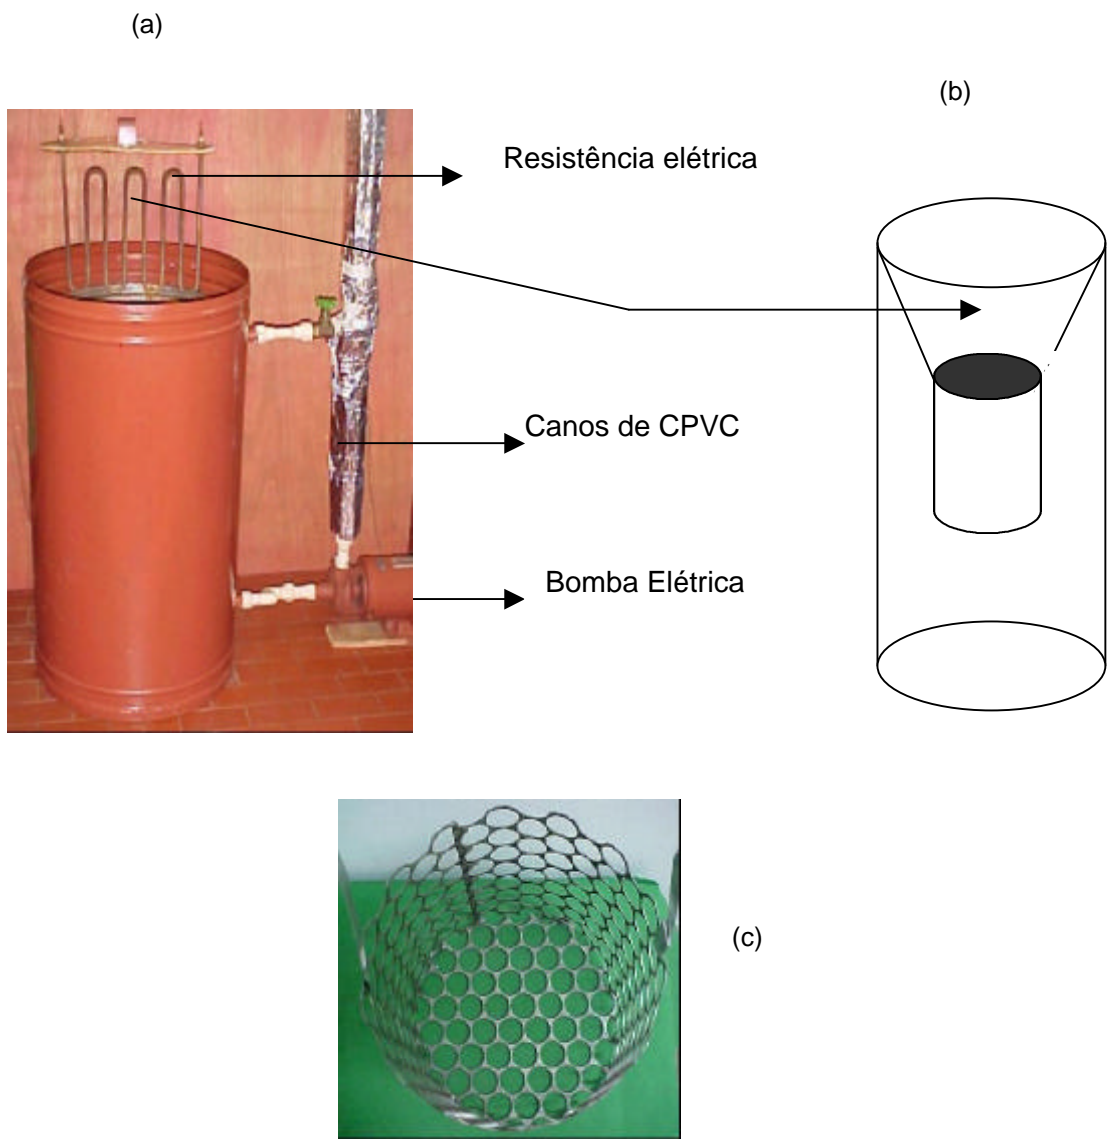 (a)
(b)
Resistência elétrica
Canos de CPVC
Bomba Elétrica
(c)